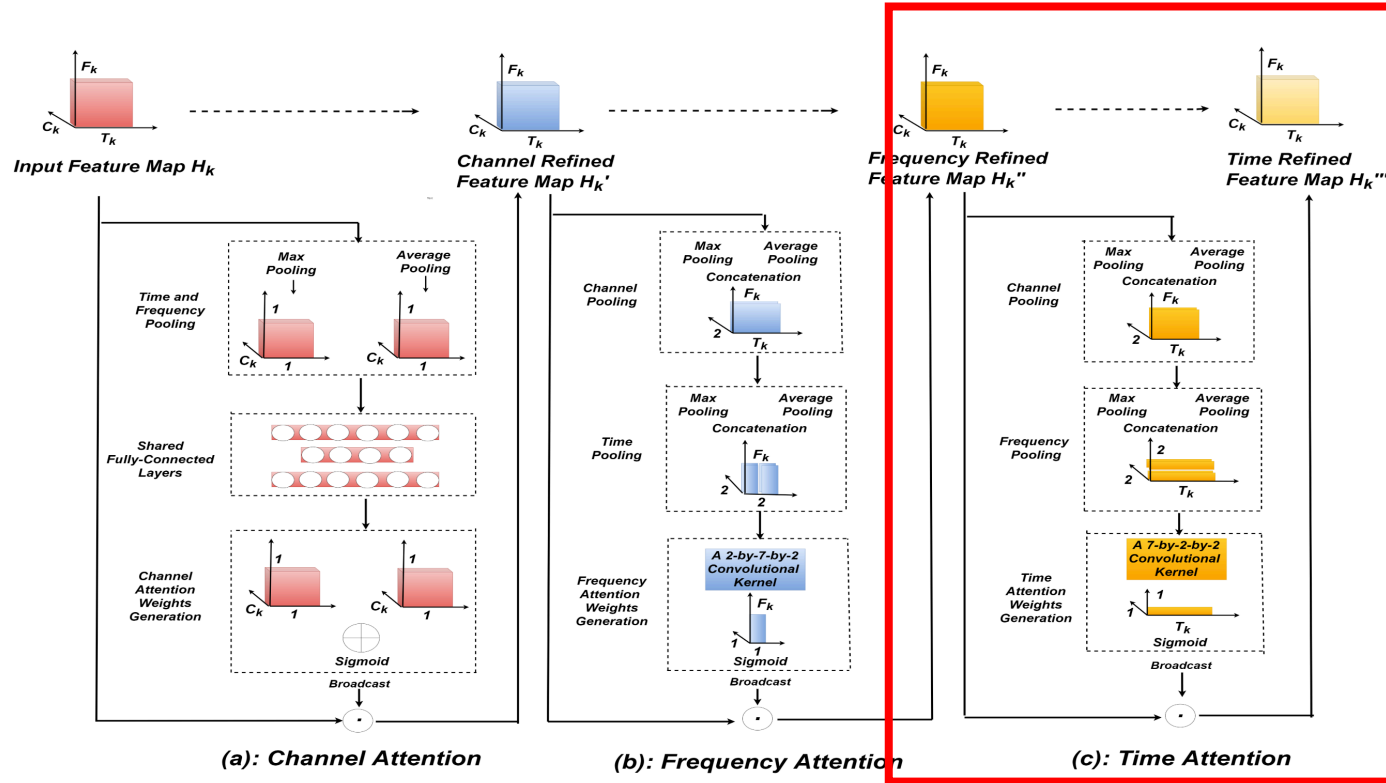 F_k
C_k
T_k
Input Feature Map H_k
F_k
C_k
T_k
Channel Refined
Feature Map H_k'
F_k
C_k
T_k
Frequency Refined
Feature Map H_k''
F_k
C_k
T_k
Time Refined
Feature Map H_k'''
Time and
Frequency
Pooling
Max
Pooling
Average
Pooling
1
C_k
1
1
C_k
1
Shared
Fully-Connected
Layers
Channel
Attention
Weights
Generation
1
C_k
1
1
C_k
1
Sigmoid
Broadcast
(a): Channel Attention
Channel
Pooling
Max
Pooling
Average
Pooling
Concatenation
F_k
2
T_k
Time
Pooling
Max
Pooling
Average
Pooling
Concatenation
F_k
2
2
Frequency
Attention
Weights
Generation
A 2-by-7-by-2
Convolutional
Kernel
F_k
1
1
Sigmoid
Broadcast
(b): Frequency Attention
Channel
Pooling
Max
Pooling
Average
Pooling
Concatenation
F_k
2
T_k
Frequency
Pooling
Max
Pooling
Average
Pooling
Concatenation
2
2
T_k
Time
Attention
Weights
Generation
A 7-by-2-by-2
Convolutional
Kernel
1
1
T_k
Sigmoid
Broadcast
(c): Time Attention